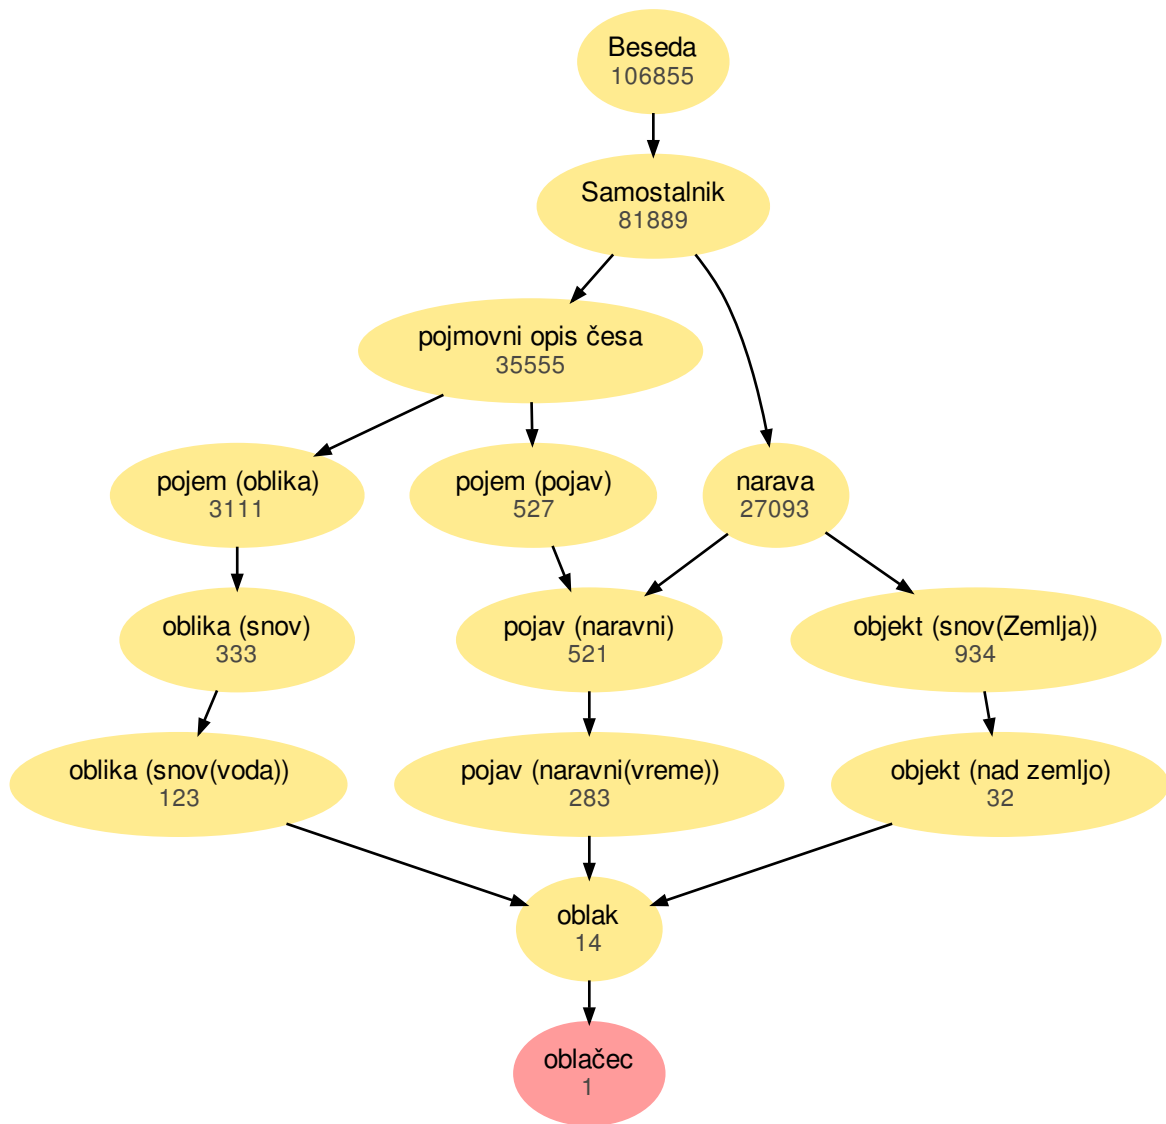 Beseda
106855
Samostalnik
81889
pojmovni opis česa
35555
pojem (oblika)
3111
pojem (pojav)
527
narava
27093
oblika (snov)
333
pojav (naravni)
521
objekt (snov(Zemlja))
934
oblika (snov(voda))
123
pojav (naravni(vreme))
283
objekt (nad zemljo)
32
oblak
14
oblačec
1